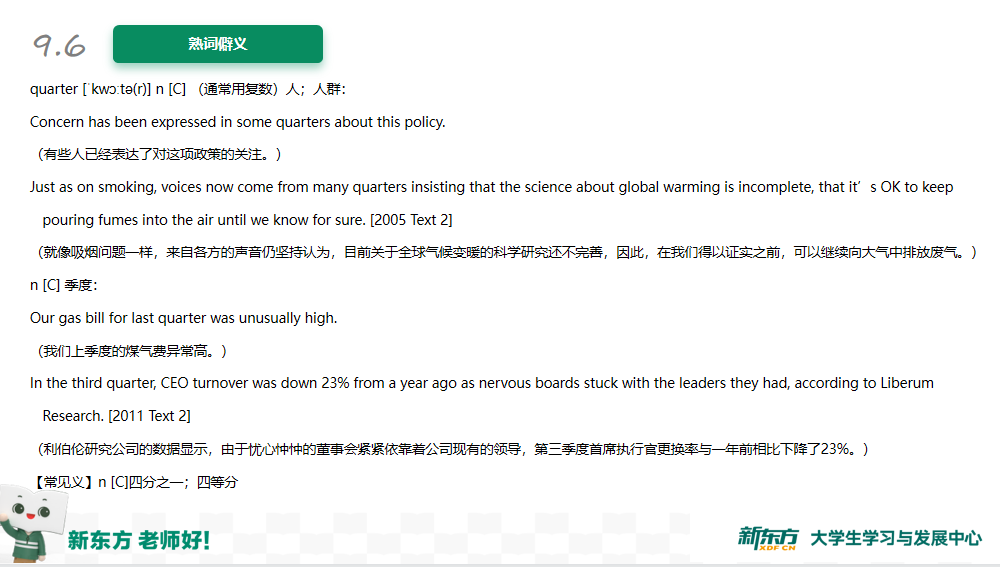 9.6
熟词僻义
quarter [ˈkwɔːtə(r)] n [C] （通常用复数）人；人群：
Concern has been expressed in some quarters about this policy.
（有些人已经表达了对这项政策的关注。）
Just as on smoking, voices now come from many quarters insisting that the science about global warming is incomplete, that it’s OK to keep
pouring fumes into the air until we know for sure. [2005 Text 2]
（就像吸烟问题一样，来自各方的声音仍坚持认为，目前关于全球气候变暖的科学研究还不完善，因此，在我们得以证实之前，可以继续向大气中排放废气。）
n [C] 季度：
Our gas bill for last quarter was unusually high.
（我们上季度的煤气费异常高。）
In the third quarter, CEO turnover was down 23% from a year ago as nervous boards stuck with the leaders they had, according to Liberum
Research. [2011 Text 2]
（利伯伦研究公司的数据显示，由于忧心忡忡的董事会紧紧依靠着公司现有的领导，第三季度首席执行官更换率与一年前相比下降了23%。）
【常见义】n [C]四分之一；四等分
新东方 老师好！
新东方 XDF.CN 大学生学习与发展中心